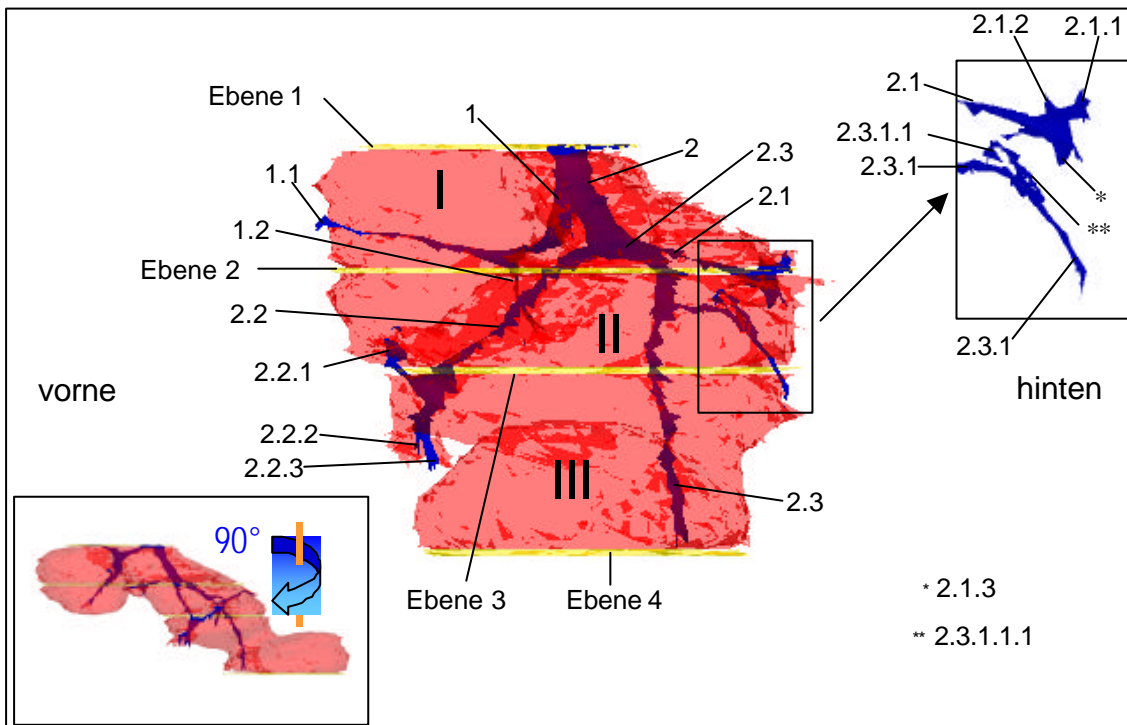 2.1.2
2.1.1
2.1
2.3.1.1
2.3.1
*
**
2.3.1
Ebene 1
1
2
2.3
2.1
1.1
I
1.2
Ebene 2
2.2
II
2.2.1
vorne
hinten
2.2.2
2.2.3
III
2.3
90°
Ebene 3
Ebene 4
* 2.1.3
** 2.3.1.1.1